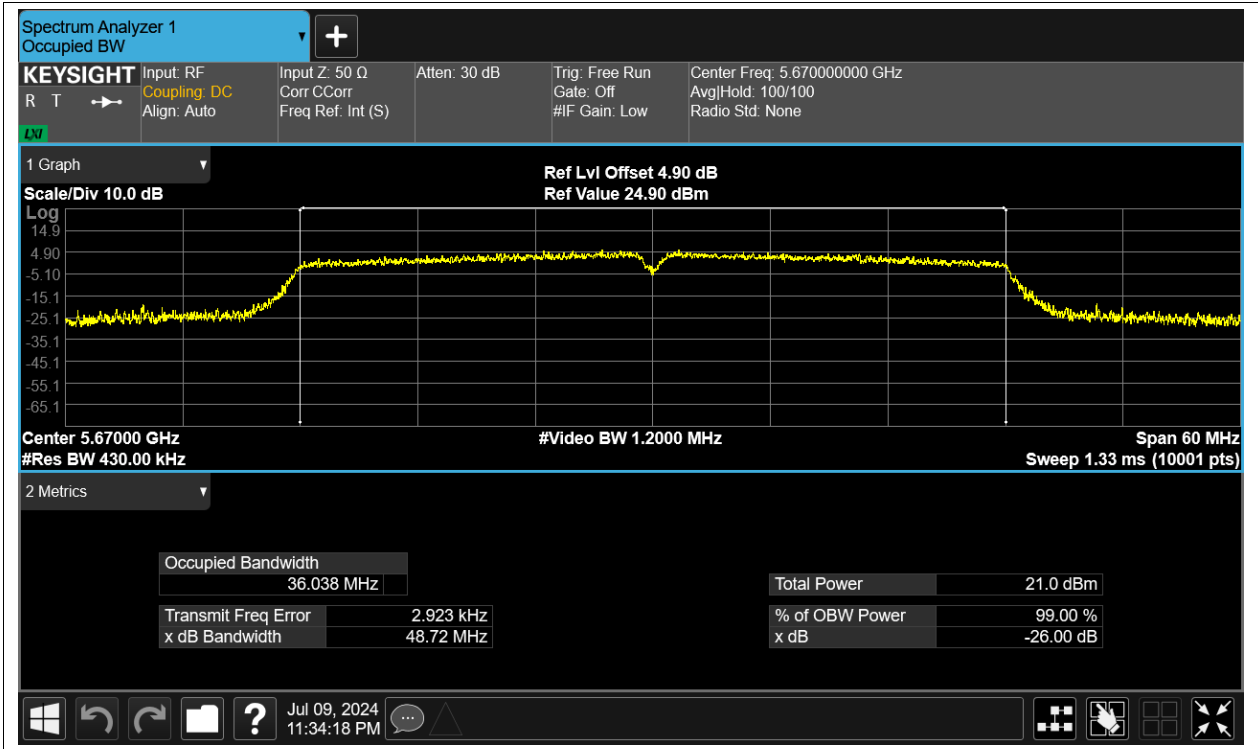 Spectrum Analyzer 1
Occupied BW
KEYSIGHT
R T
LXI
Input: RF
Coupling: DC
Align: Auto
Input Z: 50 Ω
Corr CCorr
Freq Ref: Int (S)
Atten: 30 dB
Trig: Free Run
Gate: Off
#IF Gain: Low
Center Freq: 5.670000000 GHz
Avg|Hold: 100/100
Radio Std: None
1 Graph
Scale/Div 10.0 dB
Ref Lvl Offset 4.90 dB
Ref Value 24.90 dBm
Log
14.9
4.90
-5.10
-15.1
-25.1
-35.1
-45.1
-55.1
-65.1
Center 5.67000 GHz
#Video BW 1.2000 MHz
Span 60 MHz
#Res BW 430.00 kHz
Sweep 1.33 ms (10001 pts)
2 Metrics
Occupied Bandwidth
36.038 MHz
Transmit Freq Error 2.923 kHz
x dB Bandwidth 48.72 MHz
Total Power 21.0 dBm
% of OBW Power 99.00 %
x dB -26.00 dB
?
Jul 09, 2024
11:34:18 PM